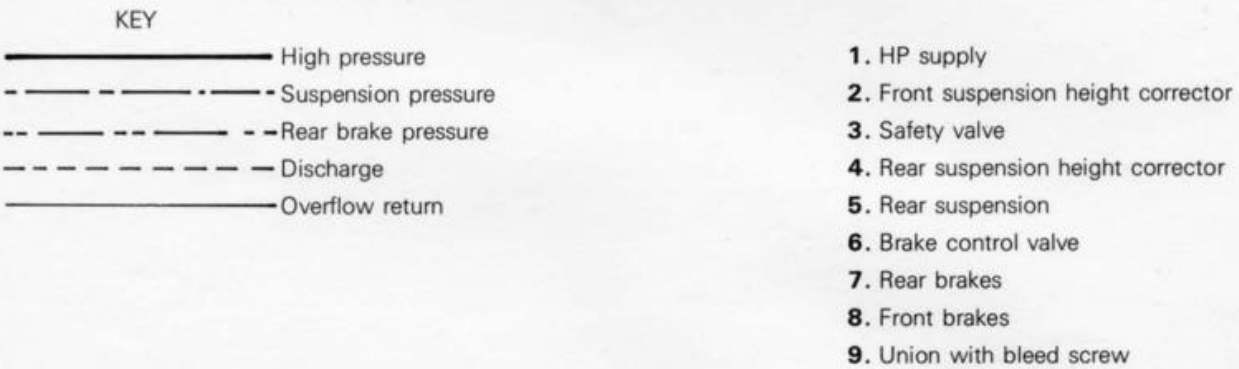 KEY
High pressure
Suspension pressure
Rear brake pressure
Discharge
Overflow return
1. HP supply
2. Front suspension height corrector
3. Safety valve
4. Rear suspension height corrector
5. Rear suspension
6. Brake control valve
7. Rear brakes
8. Front brakes
9. Union with bleed screw